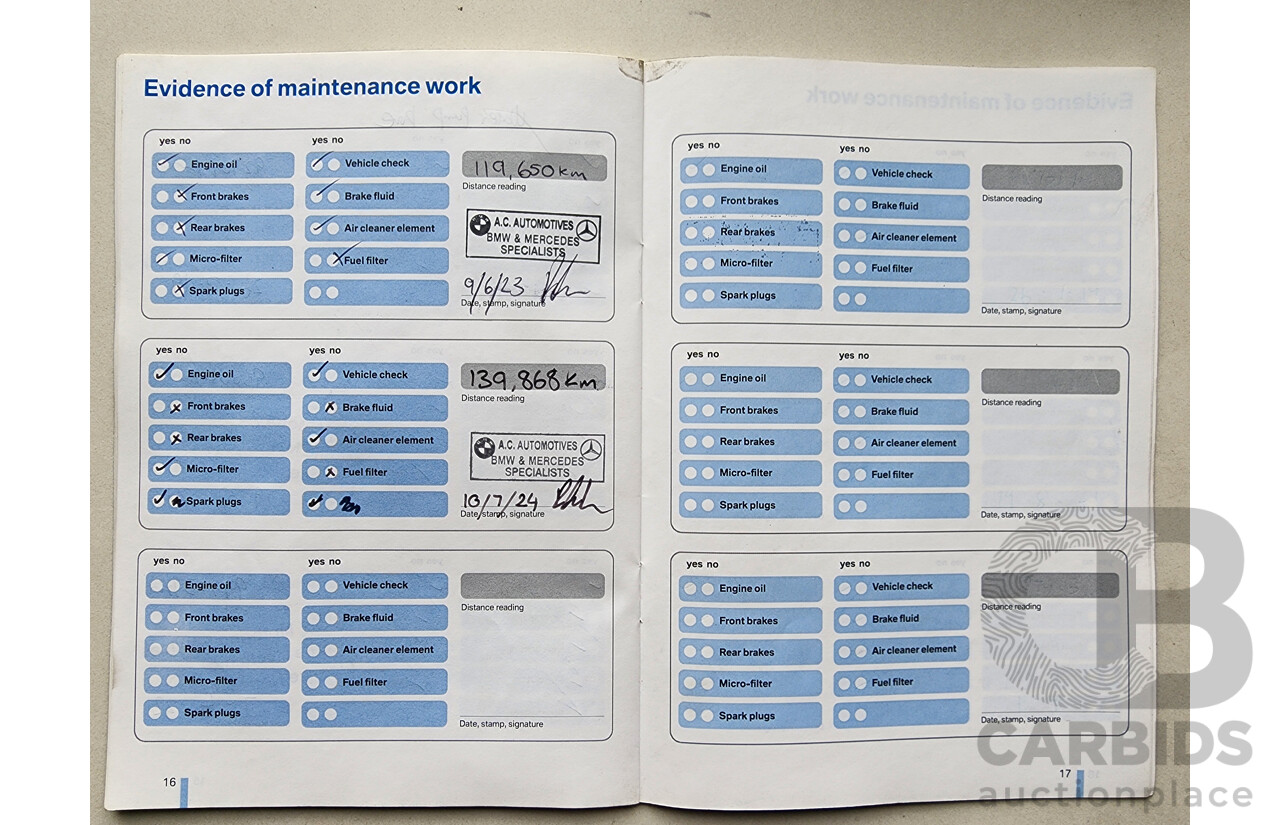 Evidence of maintenance work
yes no
yes no
Engine oil
Vehicle check
119,650km
Distance reading
Front brakes
Brake fluid
Rear brakes
Air cleaner element
A.C. AUTOMOTIVES
BMW & MERCEDES
SPECIALISTS
Micro-filter
Fuel filter
Spark plugs
9/6/23
Date, stamp, signature
yes no
yes no
Engine oil
Vehicle check
139,868km
Distance reading
Front brakes
Brake fluid
Rear brakes
Air cleaner element
A.C. AUTOMOTIVES
BMW & MERCEDES
SPECIALISTS
Micro-filter
Fuel filter
Spark plugs
10/7/24
Date, stamp, signature
yes no
yes no
Engine oil
Vehicle check
Distance reading
Front brakes
Brake fluid
Rear brakes
Air cleaner element
Micro-filter
Fuel filter
Spark plugs
Date, stamp, signature
16
yes no
yes no
Engine oil
Vehicle check
Distance reading
Front brakes
Brake fluid
Rear brakes
Air cleaner element
Micro-filter
Fuel filter
Spark plugs
Date, stamp, signature
yes no
yes no
Engine oil
Vehicle check
Distance reading
Front brakes
Brake fluid
Rear brakes
Air cleaner element
Micro-filter
Fuel filter
Spark plugs
Date, stamp, signature
yes no
yes no
Engine oil
Vehicle check
Distance reading
Front brakes
Brake fluid
Rear brakes
Air cleaner element
Micro-filter
Fuel filter
Spark plugs
Date, stamp, signature
17
CARBIDS
auctionplace